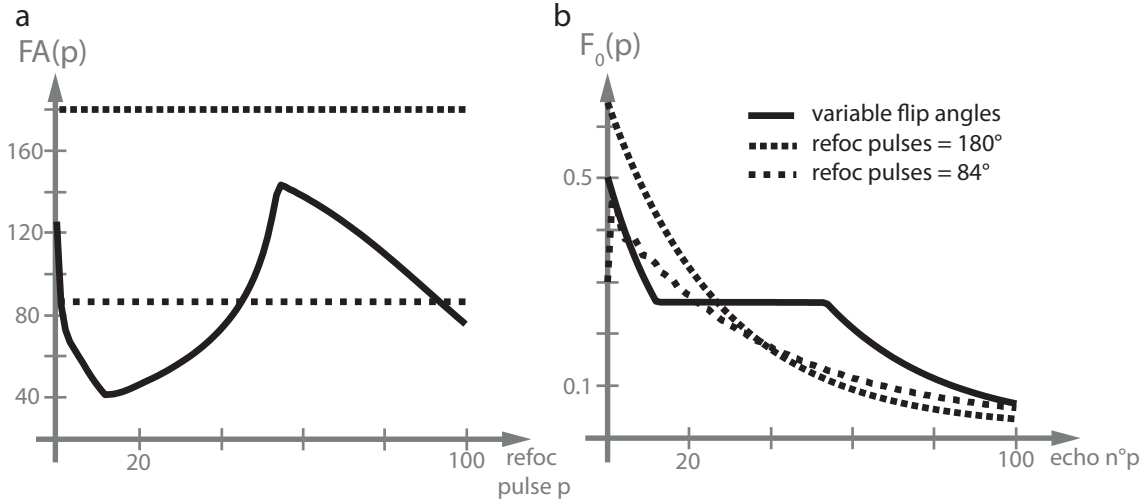 a
FA(p)
160
120
80
40
20
100
refoc
pulse p
b
F0(p)
variable flip angles
refoc pulses = 180°
refoc pulses = 84°
0.5
0.1
20
100
echo n°p